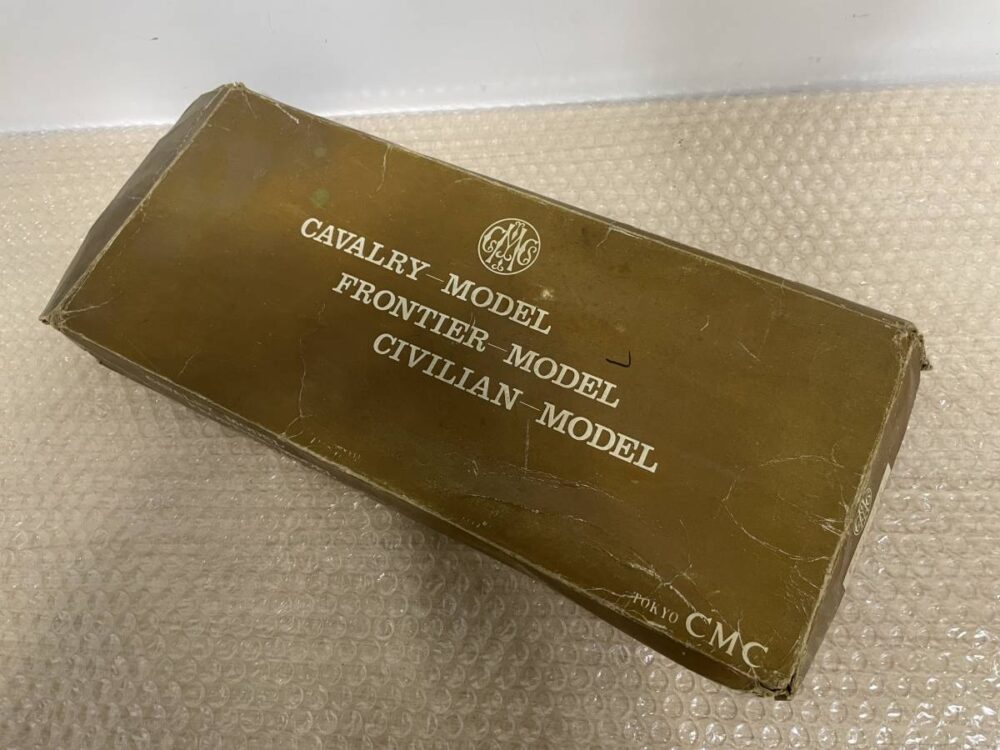 CAVALRY—MODEL
FRONTIER—MODEL
CIVILIAN—MODEL
TOKYO CMC